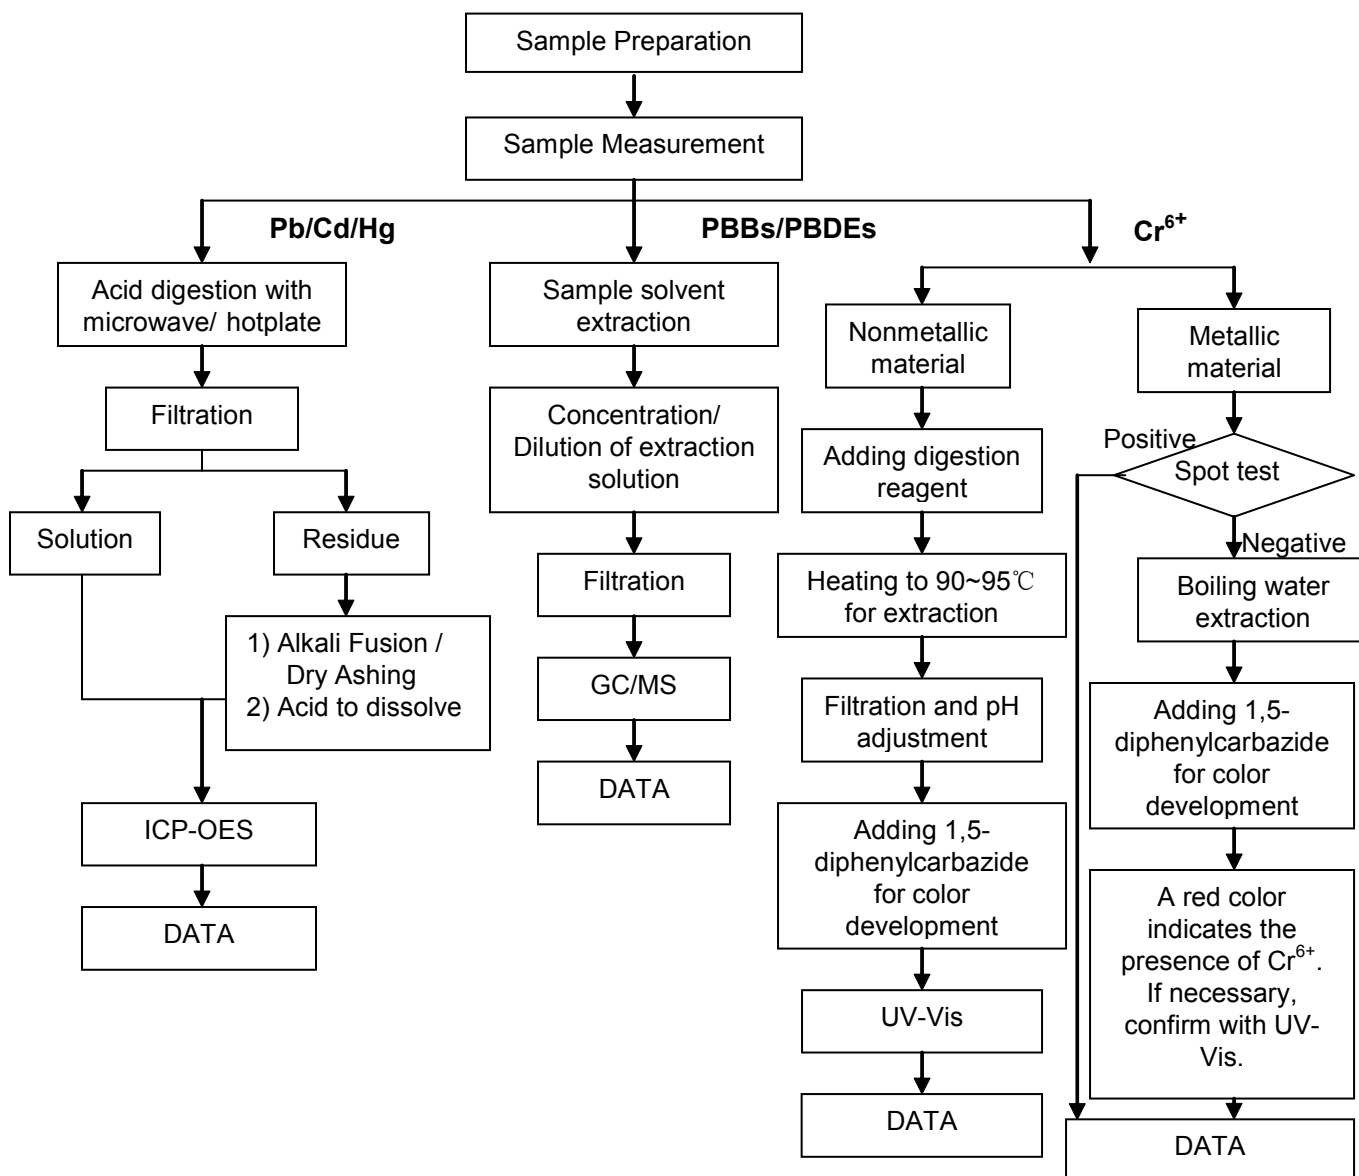 Sample Preparation
Sample Measurement
Pb/Cd/Hg
PBBs/PBDEs
Cr⁶⁺
Acid digestion with
microwave/ hotplate
Filtration
Solution
Residue
1) Alkali Fusion /
Dry Ashing
2) Acid to dissolve
ICP-OES
DATA
Sample solvent
extraction
Concentration/
Dilution of extraction
solution
Filtration
GC/MS
DATA
Nonmetallic
material
Adding digestion
reagent
Heating to 90~95℃
for extraction
Filtration and pH
adjustment
Adding 1,5-
diphenylcarbazide
for color
development
UV-Vis
DATA
Metallic
material
Positive
Spot test
Negative
Boiling water
extraction
Adding 1,5-
diphenylcarbazide
for color
development
A red color
indicates the
presence of Cr⁶⁺.
If necessary,
confirm with UV-
Vis.
DATA